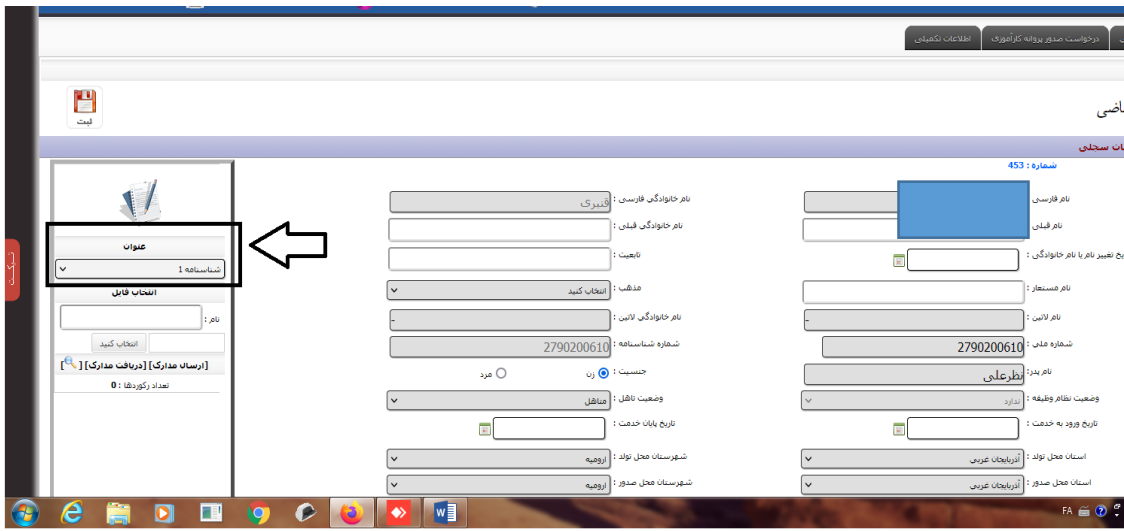 درخواست صدور پروانه کارآموزی
اطلاعات تکمیلی
ثبت
شماره : 453
نام فارسی
نام خانوادگی فارسی : قنبری
نام قبلی
نام خانوادگی قبلی :
یخ تغییر نام یا نام خانوادگی :
تابعیت :
نام مستعار :
مذهب : انتخاب کنید
نام لاتین : -
نام خانوادگی لاتین : -
شماره ملی : 2790200610
شماره شناسنامه : 2790200610
نام پدر: نظرعلی
جنسیت : زن مرد
وضعیت نظام وظیفه : ندارد
وضعیت تاهل : متاهل
تاریخ ورود به خدمت :
تاریخ پایان خدمت :
استان محل تولد : آذربایجان غربی
شهرستان محل تولد : ارومیه
استان محل صدور : آذربایجان غربی
شهرستان محل صدور : ارومیه
عنوان
شناسنامه 1
انتخاب فایل
نام :
انتخاب کنید
[ارسال مدارک] [دریافت مدارک] [ ]
تعداد رکوردها : 0
تیکت
FA